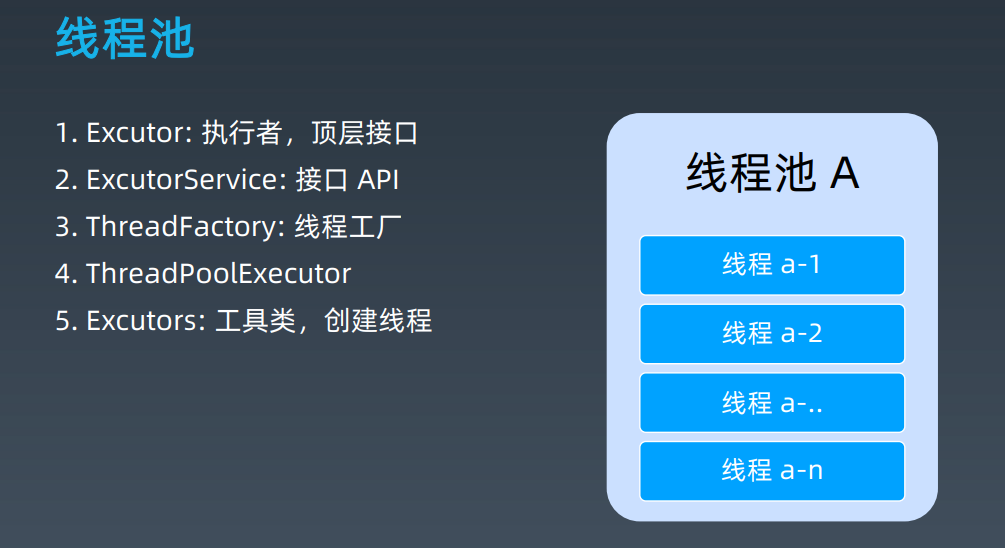 线程池
1. Excutor: 执行者，顶层接口
2. ExcutorService: 接口 API
3. ThreadFactory: 线程工厂
4. ThreadPoolExecutor
5. Excutors: 工具类，创建线程
线程池 A
线程 a-1
线程 a-2
线程 a-..
线程 a-n